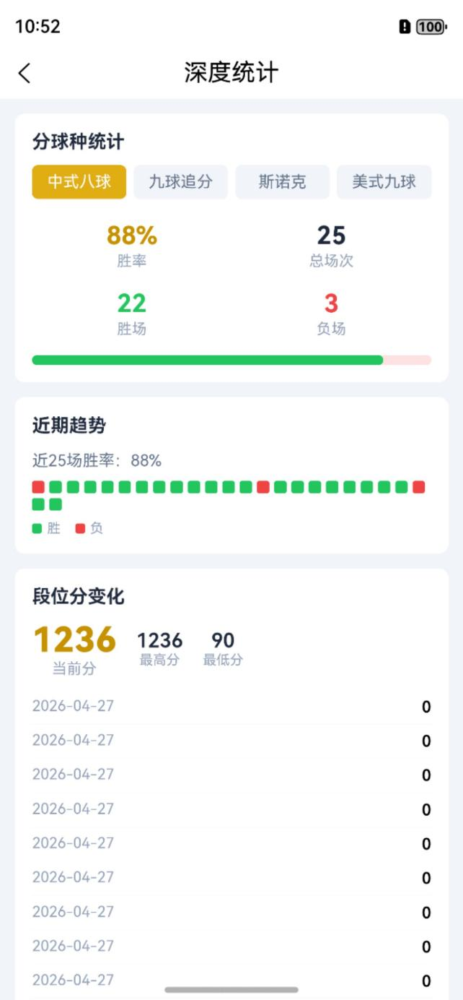 10:52
100
深度统计
分球种统计
中式八球 九球追分 斯诺克 美式九球
88% 25
胜率 总场次
22 3
胜场 负场
近期趋势
近25场胜率：88%
胜 负
段位分变化
1236 1236 90
当前分 最高分 最低分
2026-04-27 0
2026-04-27 0
2026-04-27 0
2026-04-27 0
2026-04-27 0
2026-04-27 0
2026-04-27 0
2026-04-27 0
2026-04-27 0